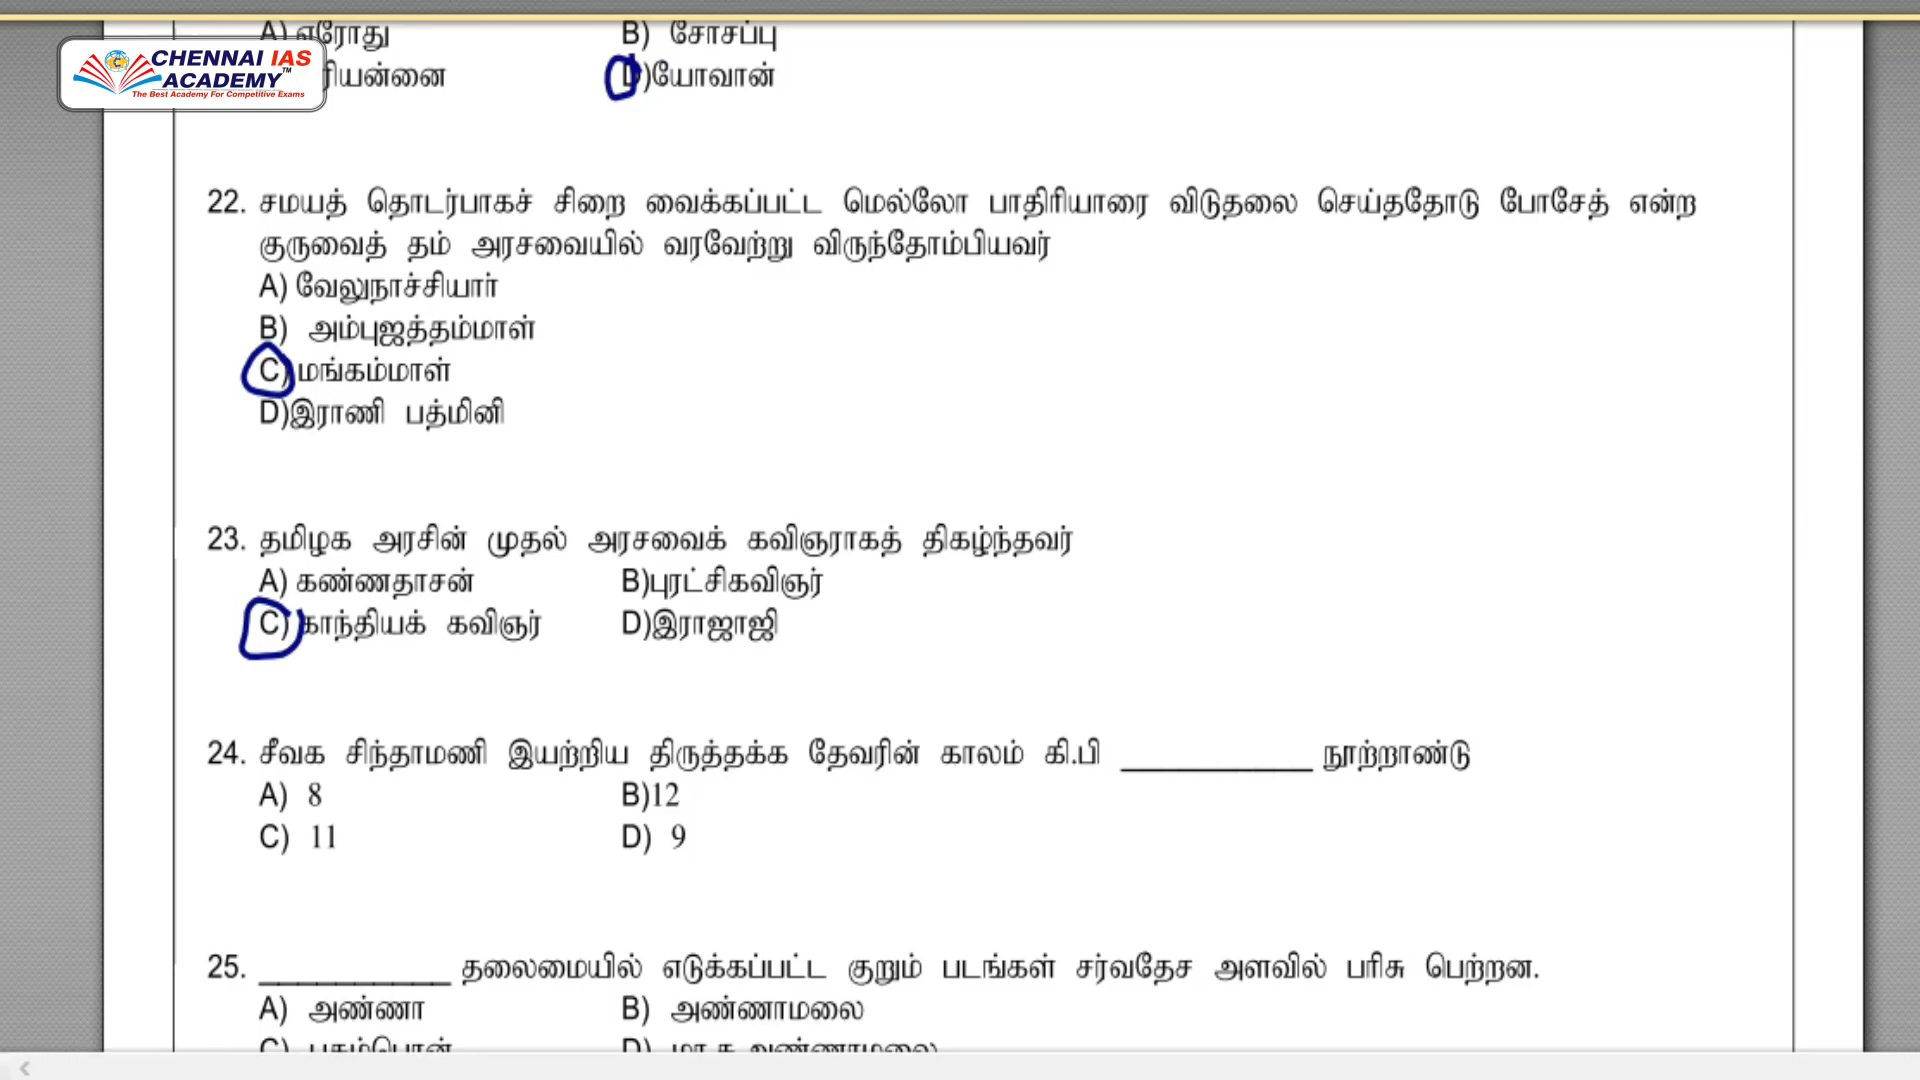 A) ஏரோது B) சோசப்பு
CHENNAI IAS
ACADEMY™
The Best Academy For Competitive Exams
ரியன்னை D)யோவான்
22. சமயத் தொடர்பாகச் சிறை வைக்கப்பட்ட மெல்லோ பாதிரியாரை விடுதலை செய்ததோடு போசேத் என்ற
குருவைத் தம் அரசவையில் வரவேற்று விருந்தோம்பியவர்
A) வேலுநாச்சியார்
B) அம்புஜத்தம்மாள்
C) மங்கம்மாள்
D)இராணி பத்மினி
23. தமிழக அரசின் முதல் அரசவைக் கவிஞராகத் திகழ்ந்தவர்
A) கண்ணதாசன் B)புரட்சிகவிஞர்
C) காந்தியக் கவிஞர் D)இராஜாஜி
24. சீவக சிந்தாமணி இயற்றிய திருத்தக்க தேவரின் காலம் கி.பி ____________ நூற்றாண்டு
A) 8 B)12
C) 11 D) 9
25. ____________ தலைமையில் எடுக்கப்பட்ட குறும் படங்கள் சர்வதேச அளவில் பரிசு பெற்றன.
A) அண்ணா B) அண்ணாமலை
C) D) அண்ணாமலை